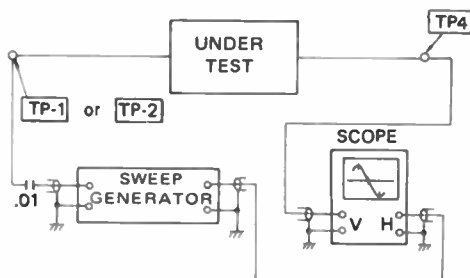 UNDER
TEST
TP4
TP-1 or TP-2
SCOPE
SWEEP
GENERATOR
.01
V H